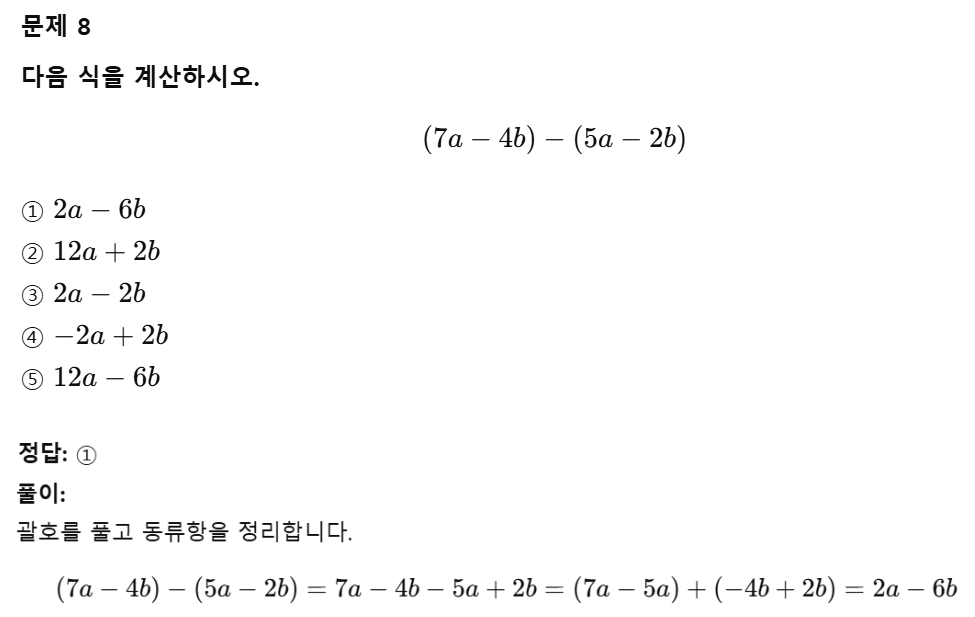 문제 8
다음 식을 계산하시오.
(7a − 4b) − (5a − 2b)
① 2a − 6b
② 12a + 2b
③ 2a − 2b
④ −2a + 2b
⑤ 12a − 6b
정답: ①
풀이:
괄호를 풀고 동류항을 정리합니다.
(7a − 4b) − (5a − 2b) = 7a − 4b − 5a + 2b = (7a − 5a) + (−4b + 2b) = 2a − 6b